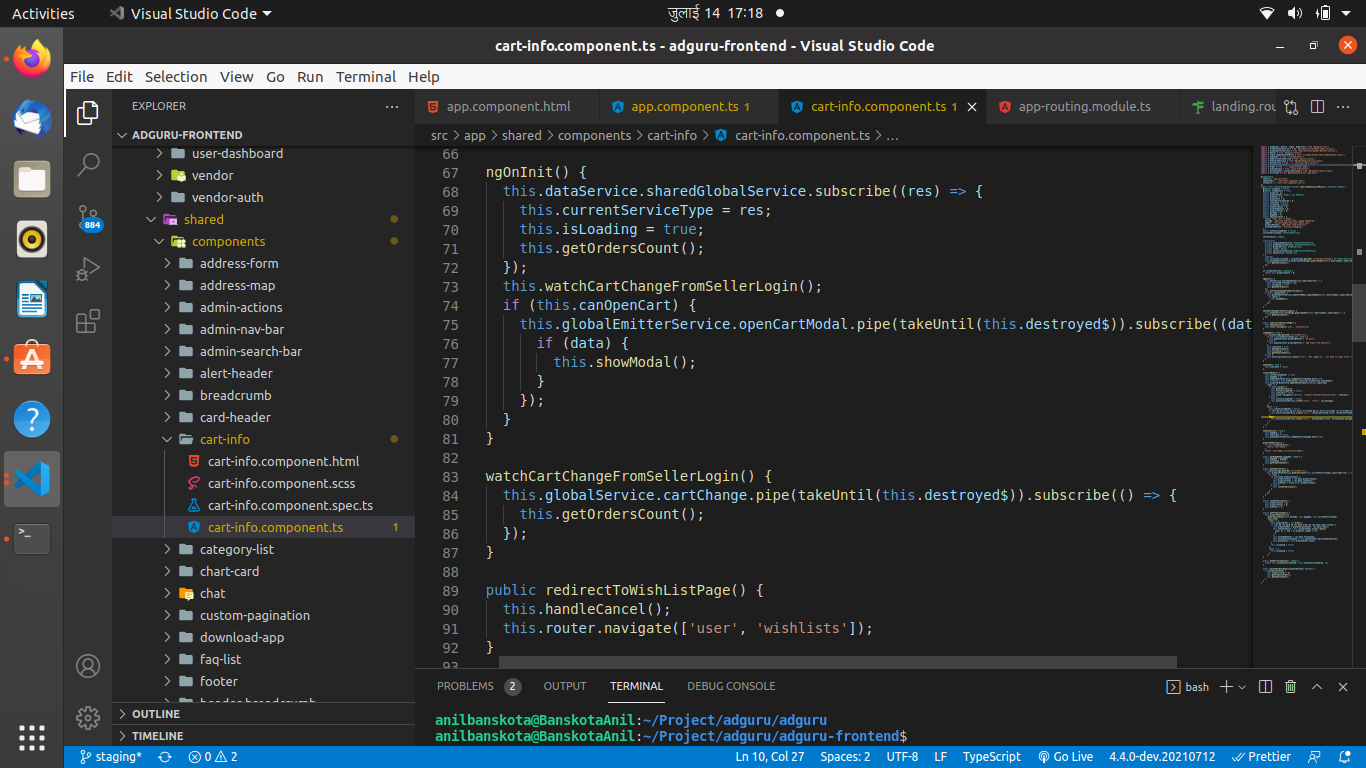 Activities
Visual Studio Code
जुलाई 14 17:18
cart-info.component.ts - adguru-frontend - Visual Studio Code
File Edit Selection View Go Run Terminal Help
EXPLORER
ADGURU-FRONTEND
user-dashboard
vendor
vendor-auth
shared
components
address-form
address-map
admin-actions
admin-nav-bar
admin-search-bar
alert-header
breadcrumb
card-header
cart-info
cart-info.component.html
cart-info.component.scss
cart-info.component.spec.ts
cart-info.component.ts 1
category-list
chart-card
chat
custom-pagination
download-app
faq-list
footer
OUTLINE
TIMELINE
884
app.component.html
app.component.ts 1
cart-info.component.ts 1
app-routing.module.ts
landing.rou
src > app > shared > components > cart-info > cart-info.component.ts > ...
66
67 ngOnInit() {
68 this.dataService.sharedGlobalService.subscribe((res) => {
69 this.currentServiceType = res;
70 this.isLoading = true;
71 this.getOrdersCount();
72 });
73 this.watchCartChangeFromSellerLogin();
74 if (this.canOpenCart) {
75 this.globalEmitterService.openCartModal.pipe(takeUntil(this.destroyed$)).subscribe((dat
76 if (data) {
77 this.showModal();
78 }
79 });
80 }
81 }
82
83 watchCartChangeFromSellerLogin() {
84 this.globalService.cartChange.pipe(takeUntil(this.destroyed$)).subscribe(() => {
85 this.getOrdersCount();
86 });
87 }
88
89 public redirectToWishListPage() {
90 this.handleCancel();
91 this.router.navigate(['user', 'wishlists']);
92 }
93
PROBLEMS 2 OUTPUT TERMINAL DEBUG CONSOLE
bash
anilbanskota@BanskotaAnil:~/Project/adguru/adguru
anilbanskota@BanskotaAnil:~/Project/adguru/adguru-frontend$
staging* 0 2 Ln 10, Col 27 Spaces: 2 UTF-8 LF TypeScript Go Live 4.4.0-dev.20210712 Prettier